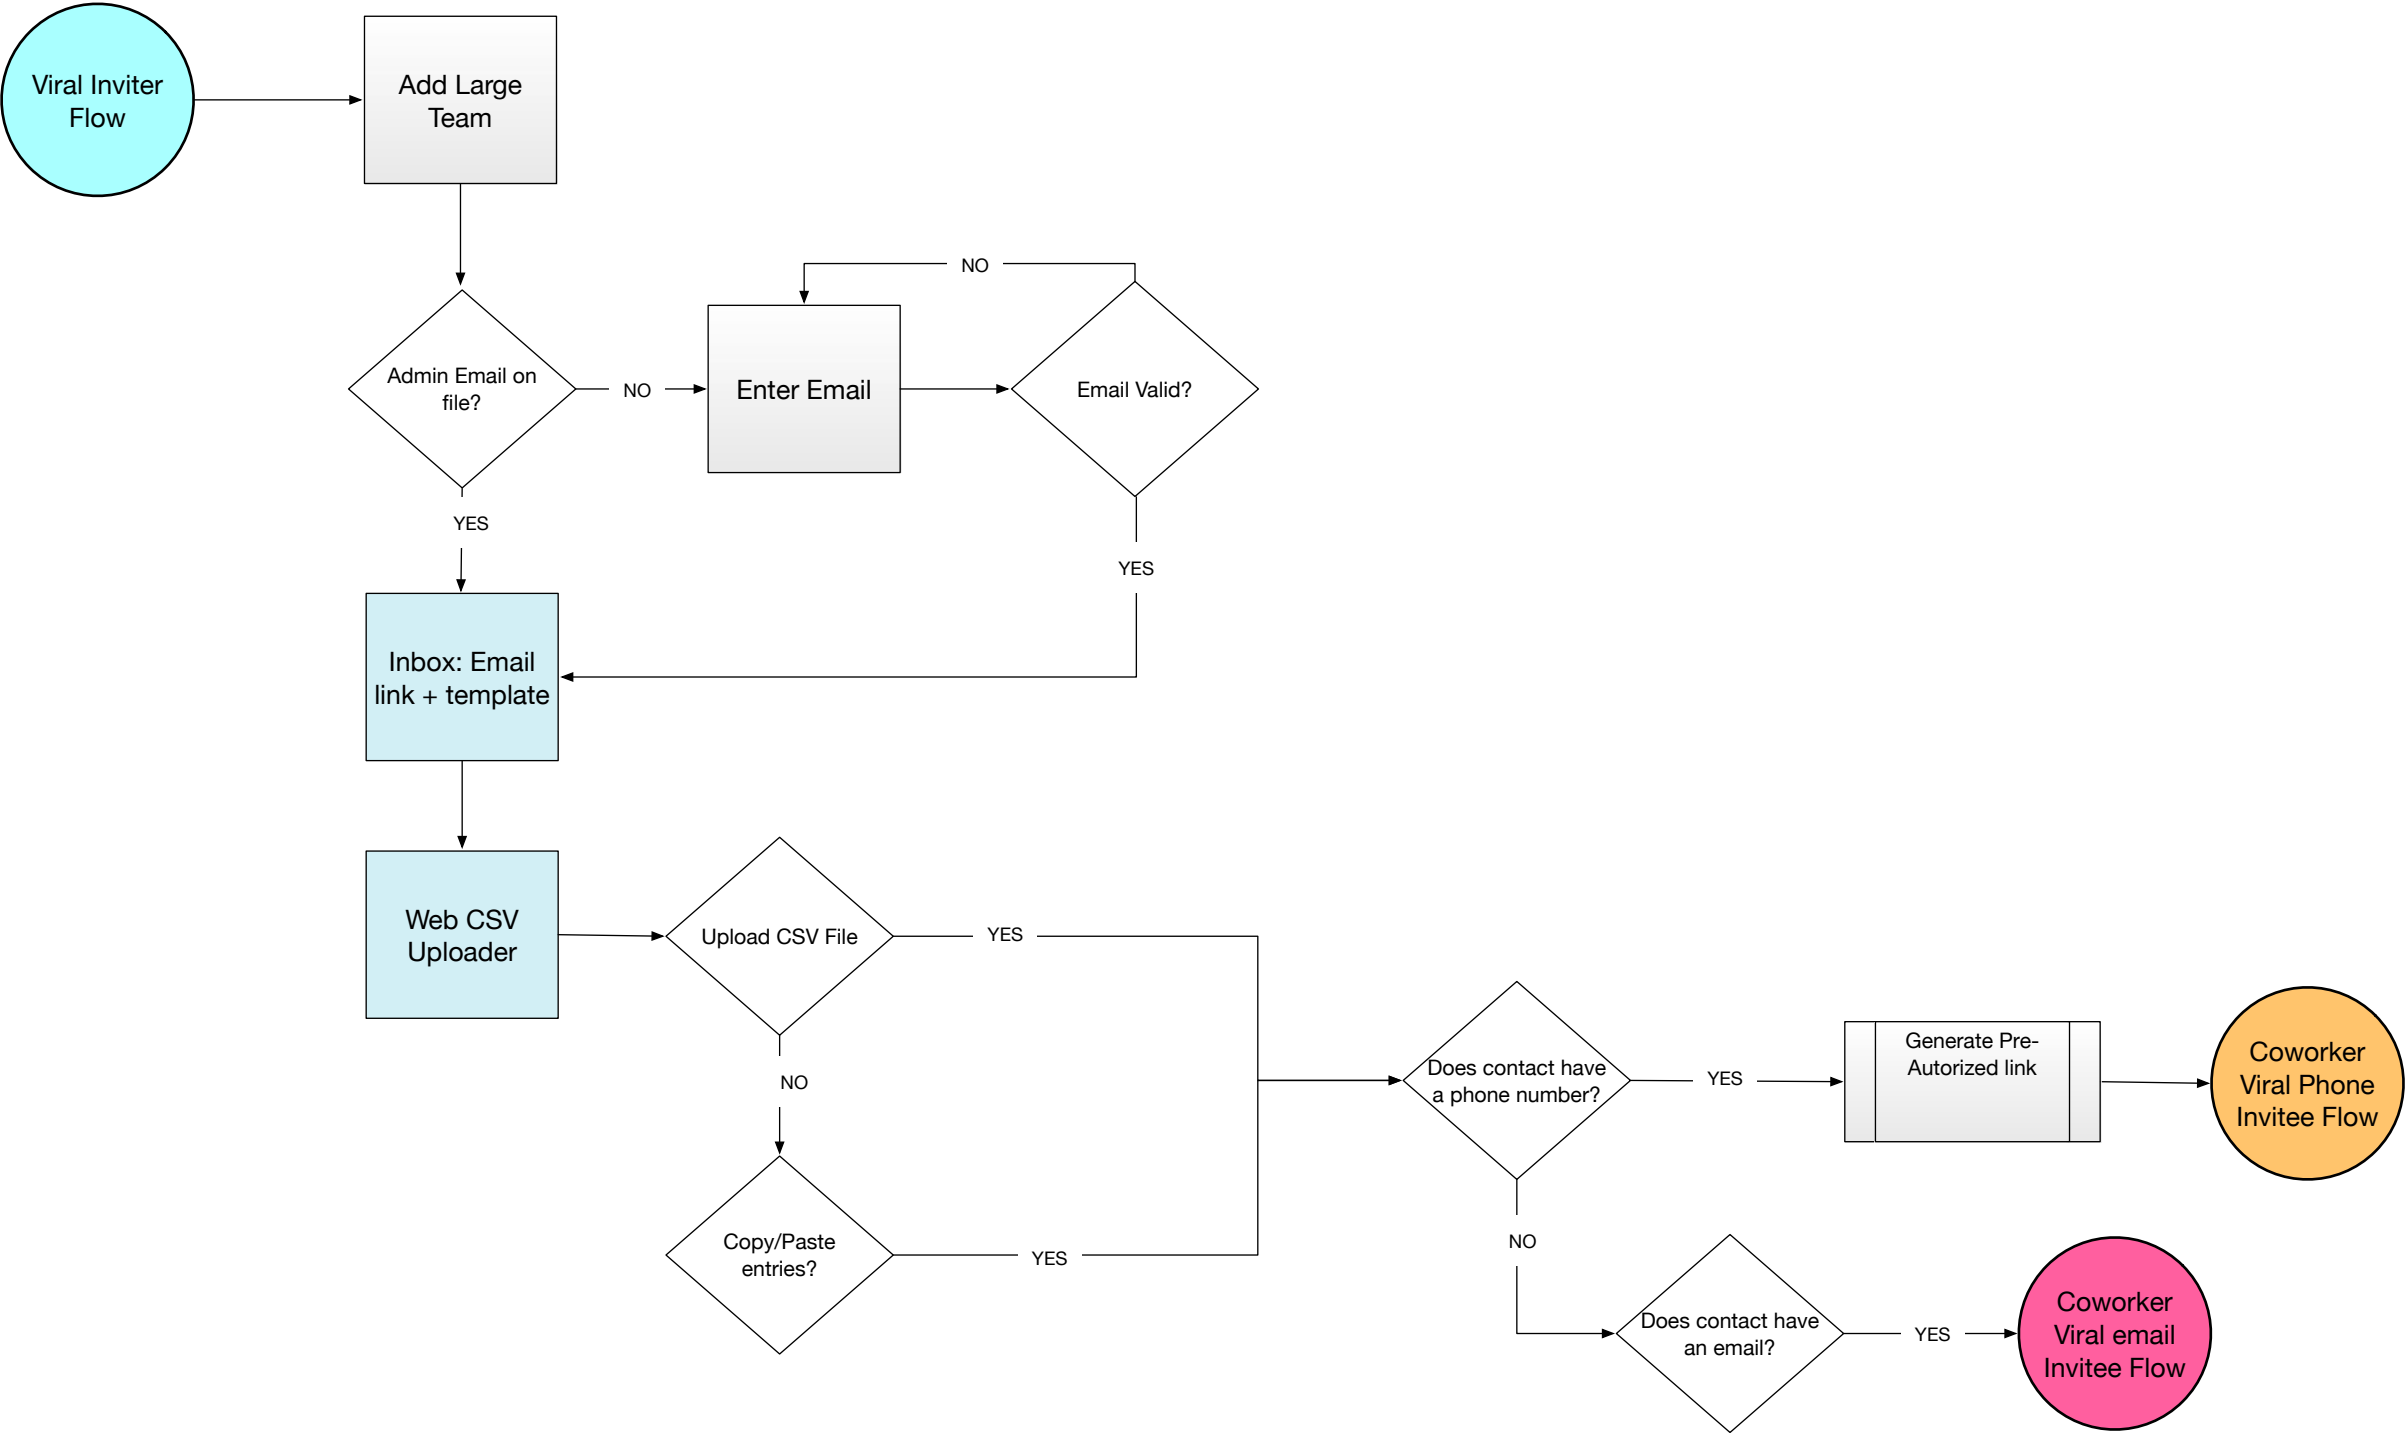 Viral Inviter
Flow
Add Large
Team
NO
Admin Email on
file?
NO
Enter Email
Email Valid?
YES
YES
Inbox: Email
link + template
Web CSV
Uploader
Upload CSV File
YES
NO
Does contact have
a phone number?
YES
Generate Pre-
Autorized link
Coworker
Viral Phone
Invitee Flow
Copy/Paste
entries?
YES
NO
Does contact have
an email?
YES
Coworker
Viral email
Invitee Flow